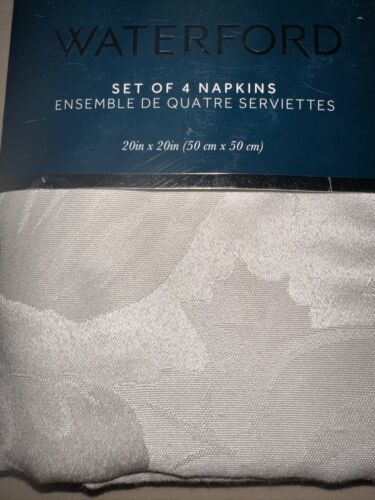 WATERFORD
SET OF 4 NAPKINS
ENSEMBLE DE QUATRE SERVIETTES
20in x 20in (50 cm x 50 cm)